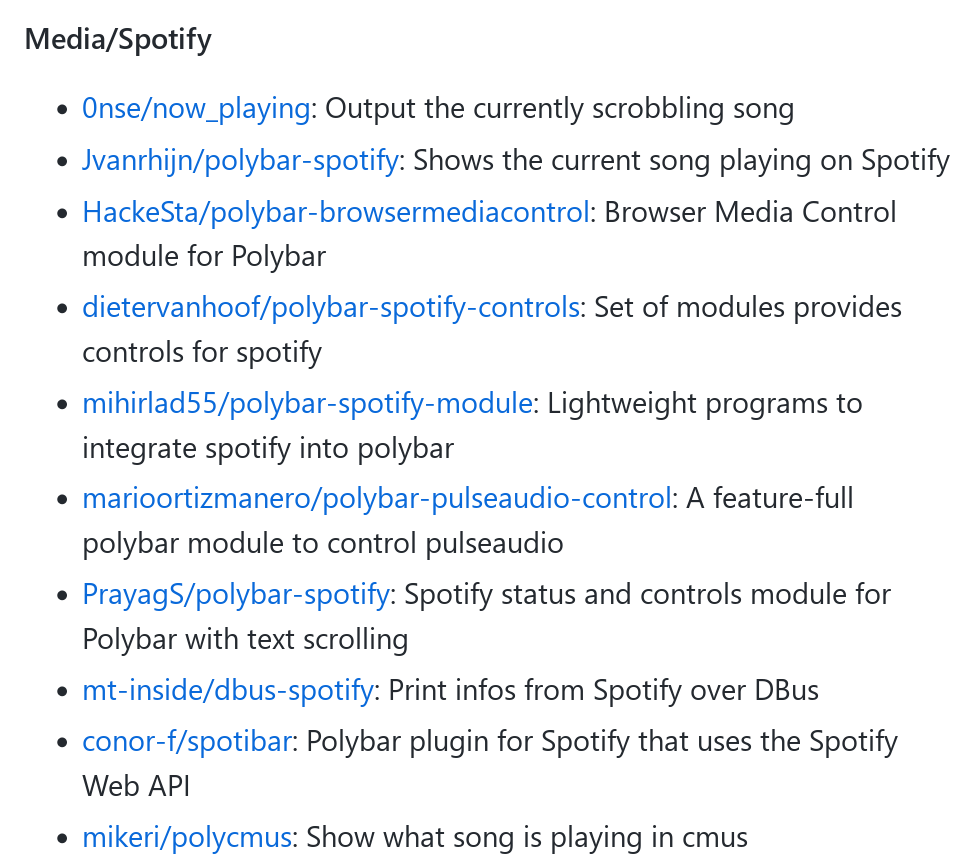 Media/Spotify
0nse/now_playing: Output the currently scrobbling song
Jvanrhijn/polybar-spotify: Shows the current song playing on Spotify
HackeSta/polybar-browsermediacontrol: Browser Media Control
module for Polybar
dietervanhoof/polybar-spotify-controls: Set of modules provides
controls for spotify
mihirlad55/polybar-spotify-module: Lightweight programs to
integrate spotify into polybar
marioortizmanero/polybar-pulseaudio-control: A feature-full
polybar module to control pulseaudio
PrayagS/polybar-spotify: Spotify status and controls module for
Polybar with text scrolling
mt-inside/dbus-spotify: Print infos from Spotify over DBus
conor-f/spotibar: Polybar plugin for Spotify that uses the Spotify
Web API
mikeri/polycmus: Show what song is playing in cmus